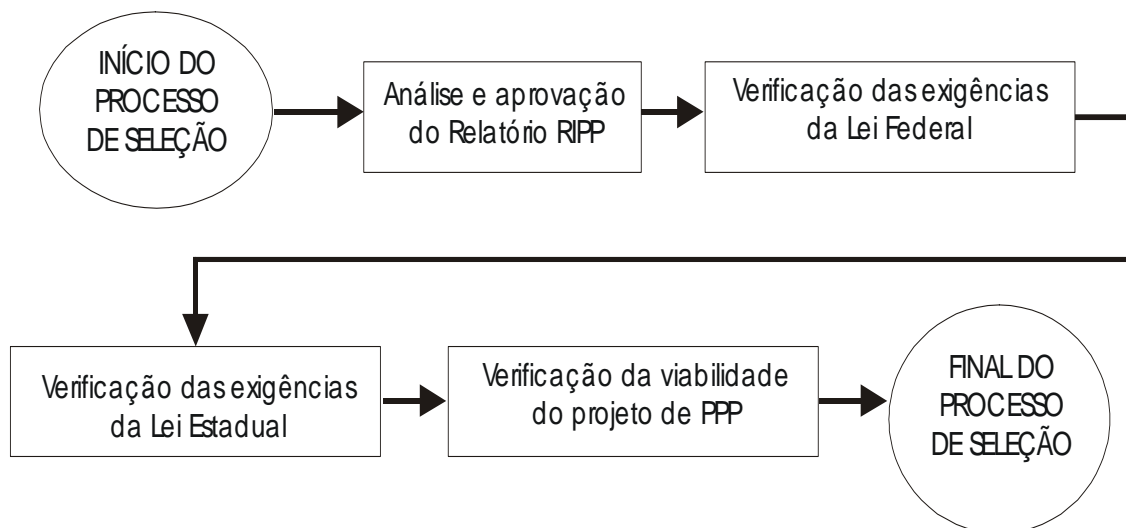 INÍCIO DO
PROCESSO
DE SELEÇÃO
Análise e aprovação
do Relatório RIPP
Verificação das exigências
da Lei Federal
Verificação das exigências
da Lei Estadual
Verificação da viabilidade
do projeto de PPP
FINAL DO
PROCESSO
DE SELEÇÃO